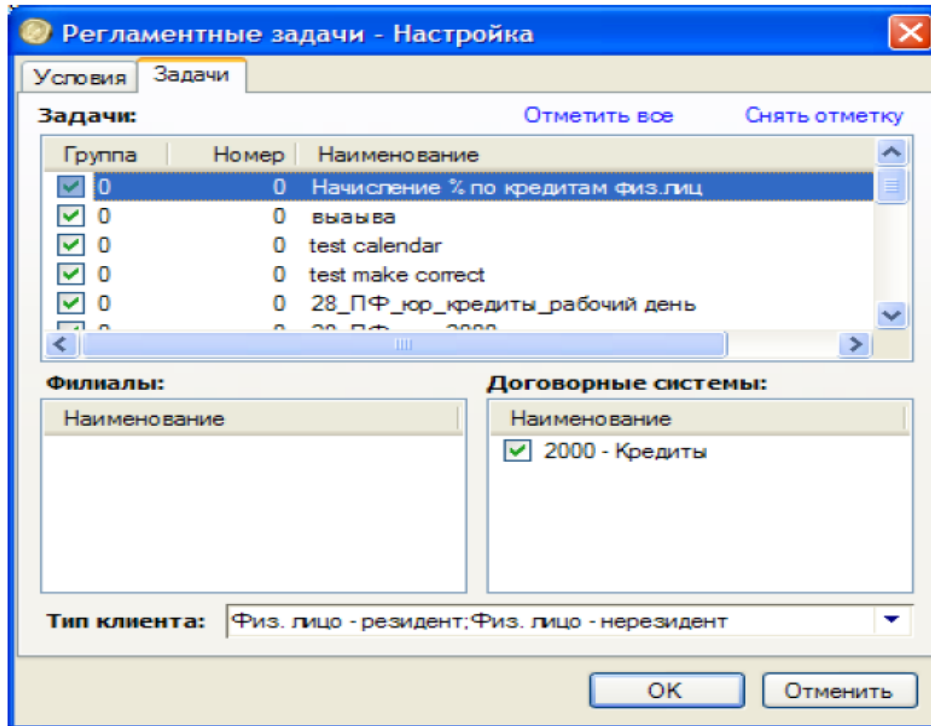 Регламентные задачи - Настройка
Условия Задачи
Задачи: Отметить все Снять отметку
Группа Номер Наименование
0 0 Начисление % по кредитам физ.лиц
0 0 выаыва
0 0 test calendar
0 0 test make correct
0 0 28_ПФ_юр_кредиты_рабочий день
Филиалы: Договорные системы:
Наименование Наименование
2000 - Кредиты
Тип клиента: Физ. лицо - резидент;Физ. лицо - нерезидент
OK Отменить